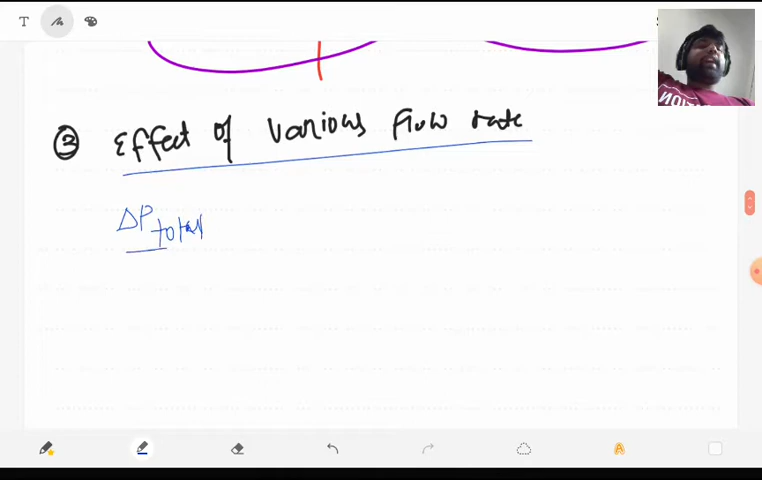 T
③ Effect of various flow rate
ΔP total
A